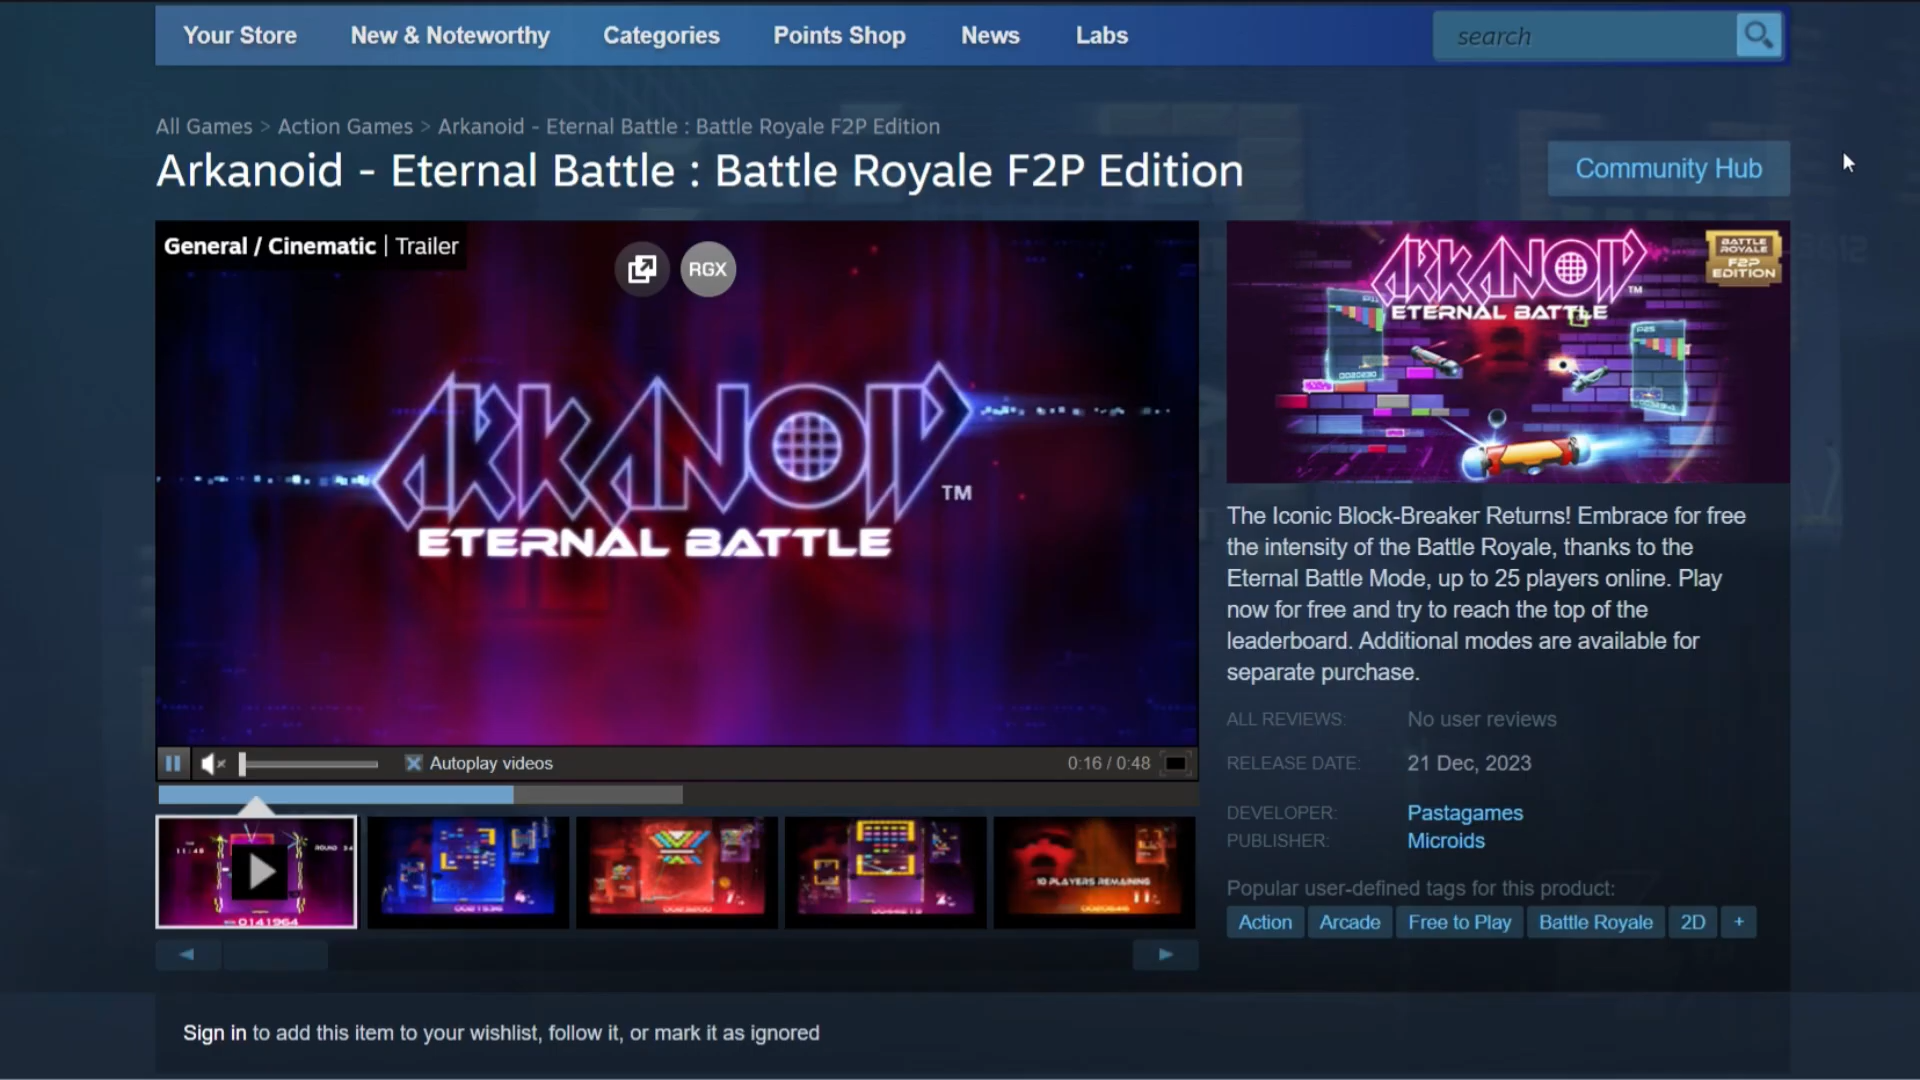 Your Store
New & Noteworthy
Categories
Points Shop
News
Labs
search
All Games > Action Games > Arkanoid - Eternal Battle : Battle Royale F2P Edition
Arkanoid - Eternal Battle : Battle Royale F2P Edition
Community Hub
General / Cinematic | Trailer
RGX
ARKANOID
TM
ETERNAL BATTLE
Autoplay videos
0:16 / 0:48
0141964
10 PLAYERS REMAINING
ARKANOID
TM
ETERNAL BATTLE
BATTLE
ROYALE
F2P
EDITION
The Iconic Block-Breaker Returns! Embrace for free
the intensity of the Battle Royale, thanks to the
Eternal Battle Mode, up to 25 players online. Play
now for free and try to reach the top of the
leaderboard. Additional modes are available for
separate purchase.
ALL REVIEWS: No user reviews
RELEASE DATE: 21 Dec, 2023
DEVELOPER: Pastagames
PUBLISHER: Microids
Popular user-defined tags for this product:
Action
Arcade
Free to Play
Battle Royale
2D
+
Sign in to add this item to your wishlist, follow it, or mark it as ignored